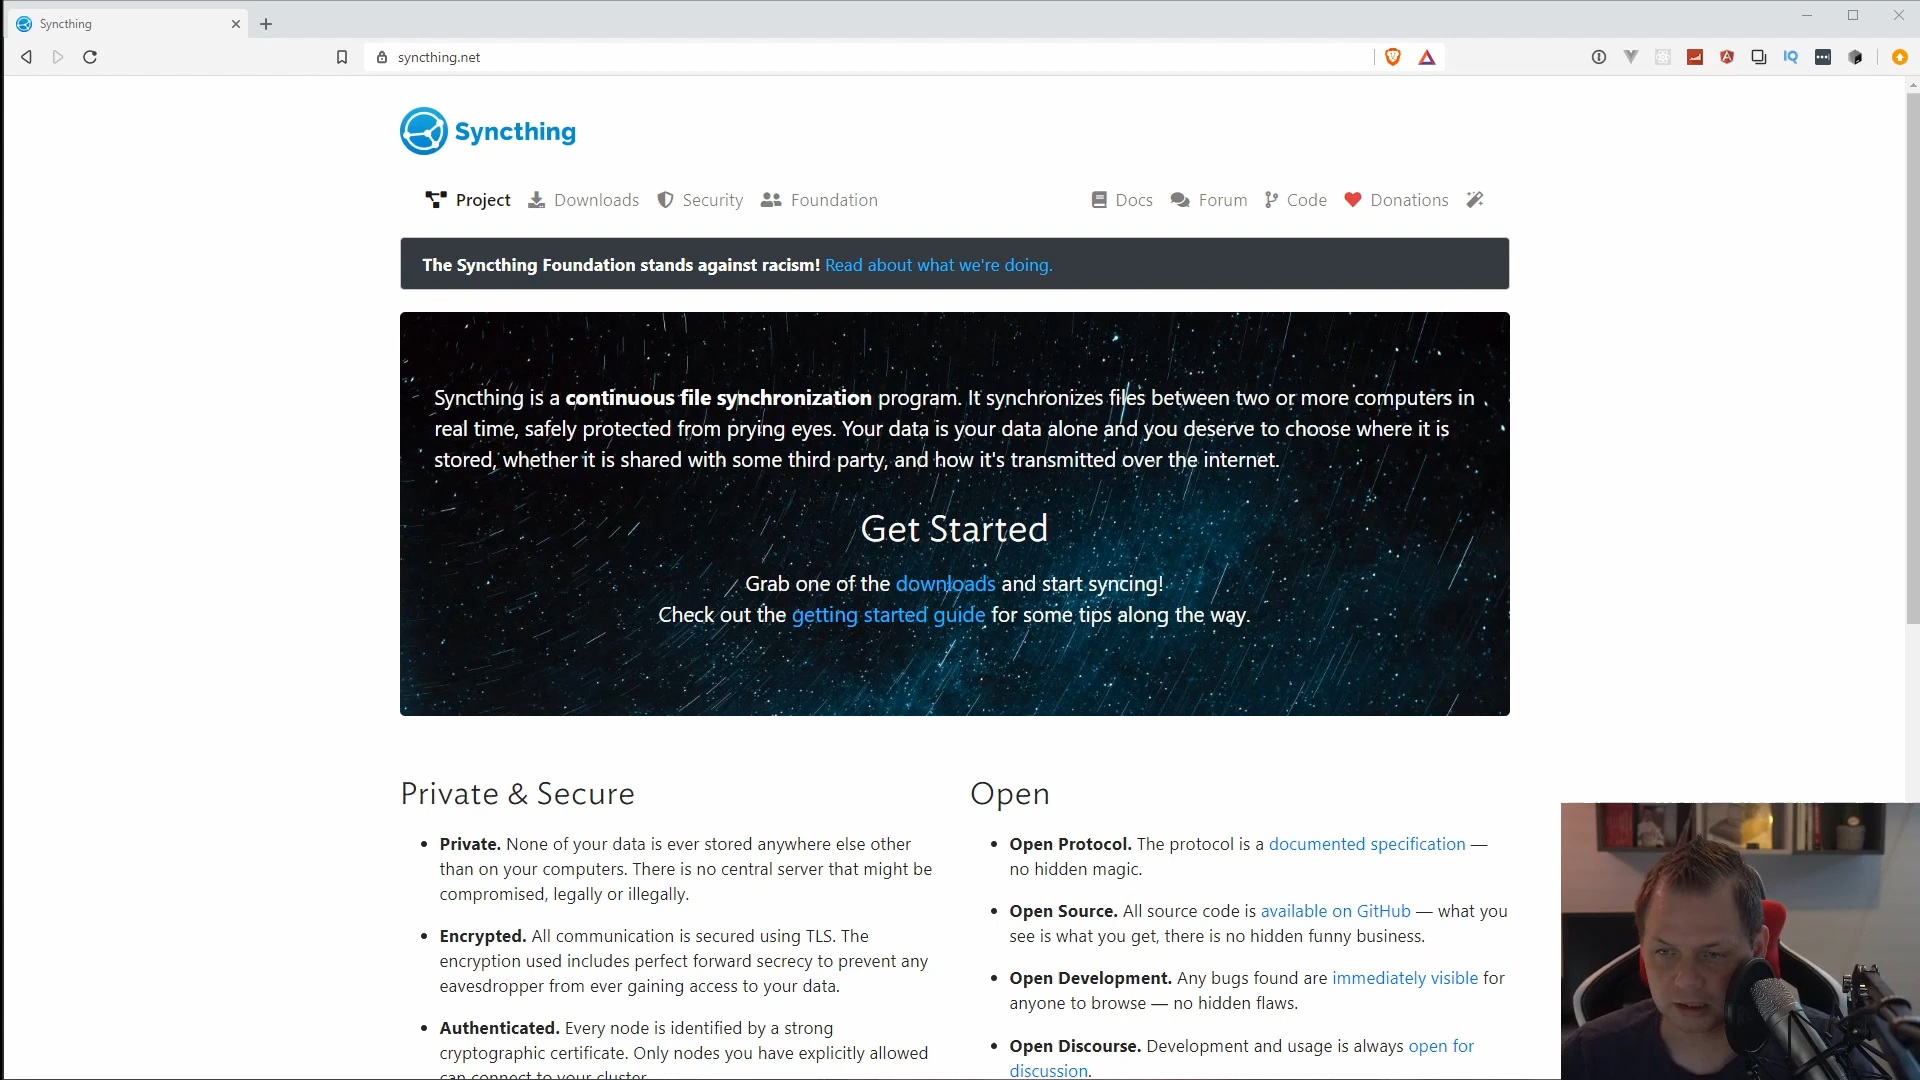 Syncthing
syncthing.net
IQ
Syncthing
Project Downloads Security Foundation Docs Forum Code Donations
The Syncthing Foundation stands against racism! Read about what we're doing.
Syncthing is a continuous file synchronization program. It synchronizes files between two or more computers in
real time, safely protected from prying eyes. Your data is your data alone and you deserve to choose where it is
stored, whether it is shared with some third party, and how it's transmitted over the internet.
Get Started
Grab one of the downloads and start syncing!
Check out the getting started guide for some tips along the way.
Private & Secure
Private. None of your data is ever stored anywhere else other
than on your computers. There is no central server that might be
compromised, legally or illegally.
Encrypted. All communication is secured using TLS. The
encryption used includes perfect forward secrecy to prevent any
eavesdropper from ever gaining access to your data.
Authenticated. Every node is identified by a strong
cryptographic certificate. Only nodes you have explicitly allowed
can connect to your cluster.
Open
Open Protocol. The protocol is a documented specification —
no hidden magic.
Open Source. All source code is available on GitHub — what you
see is what you get, there is no hidden funny business.
Open Development. Any bugs found are immediately visible for
anyone to browse — no hidden flaws.
Open Discourse. Development and usage is always open for
discussion.